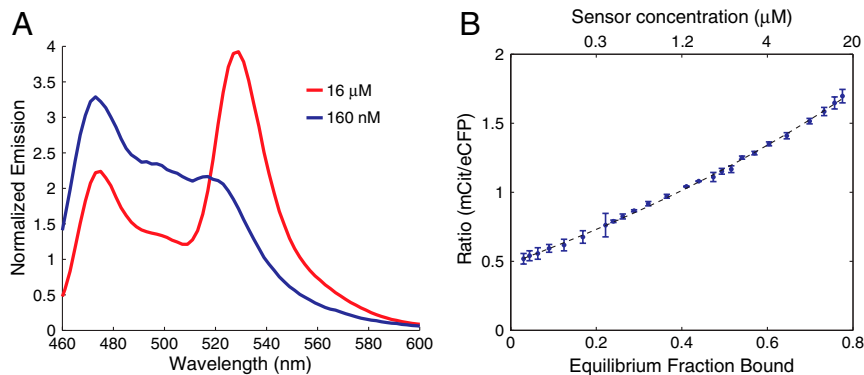 A
4
3.5
3
2.5
2
1.5
1
0.5
0
Normalized Emission
16 μM
160 nM
460 480 500 520 540 560 580 600
Wavelength (nm)
B
Sensor concentration (μM)
0.3 1.2 4 20
2
1.5
1
0.5
0
Ratio (mCit/eCFP)
0 0.2 0.4 0.6 0.8
Equilibrium Fraction Bound